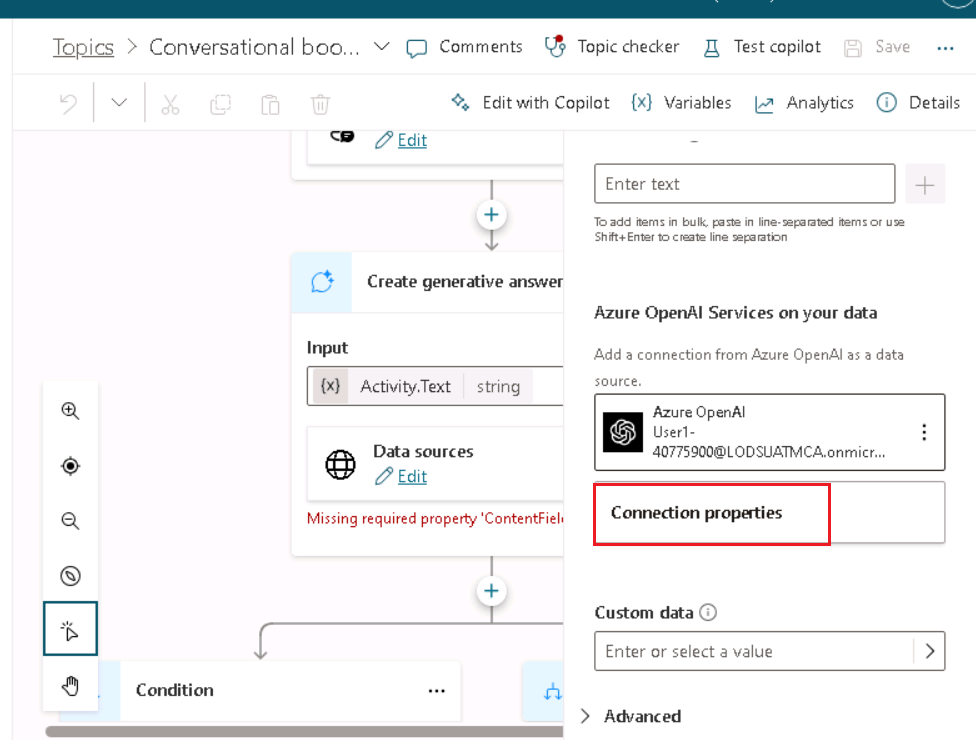 Topics > Conversational boo... Comments Topic checker Test copilot Save ...
Edit with Copilot {x} Variables Analytics Details
Edit
Create generative answer
Input
{x} Activity.Text string
Data sources
Edit
Missing required property 'ContentFiel
Condition ...
Enter text
To add items in bulk, paste in line-separated items or use
Shift+Enter to create line separation
Azure OpenAI Services on your data
Add a connection from Azure OpenAI as a data
source.
Azure OpenAI
User1-
40775900@LODSUATMCA.onmicr...
Connection properties
Custom data
Enter or select a value
Advanced